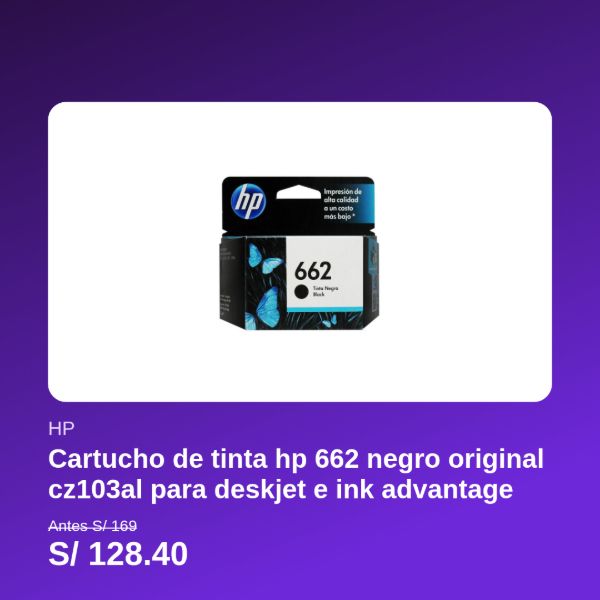 hp
Impresión de
alta calidad
a un costo
más bajo *
662
Tinta Negra
Black
HP
Cartucho de tinta hp 662 negro original
cz103al para deskjet e ink advantage
Antes S/ 169
S/ 128.40